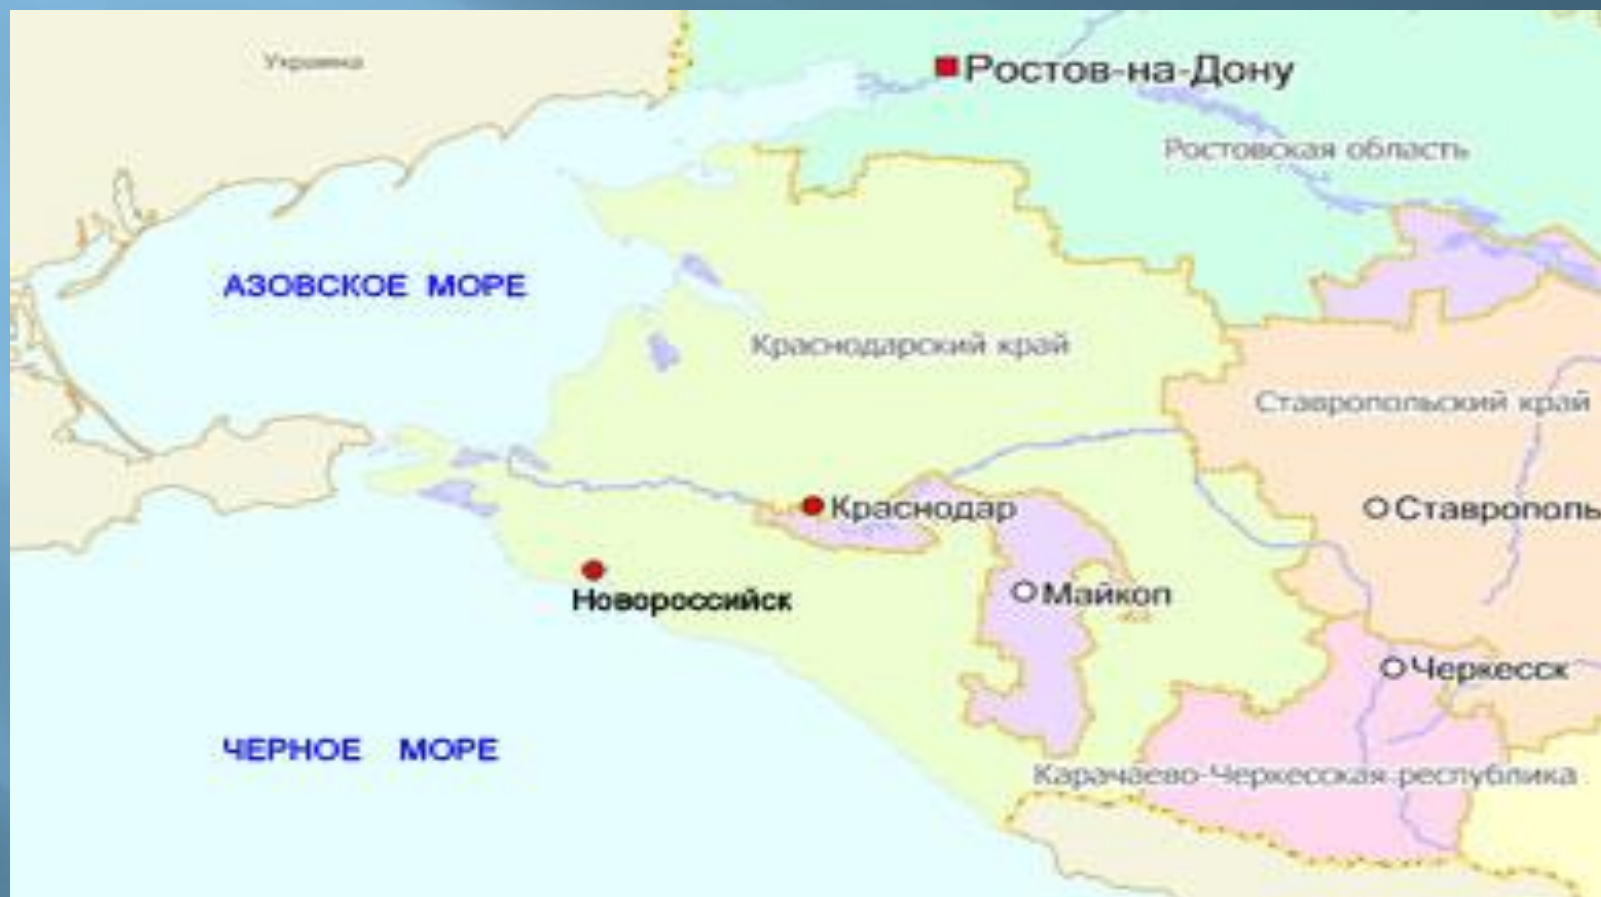 Украина
Ростов-на-Дону
Ростовская область
АЗОВСКОЕ МОРЕ
Краснодарский край
Ставропольский край
Краснодар
Ставрополь
Новороссийск
Майкоп
Черкесск
ЧЕРНОЕ МОРЕ
Карачаево-Черкесская республика